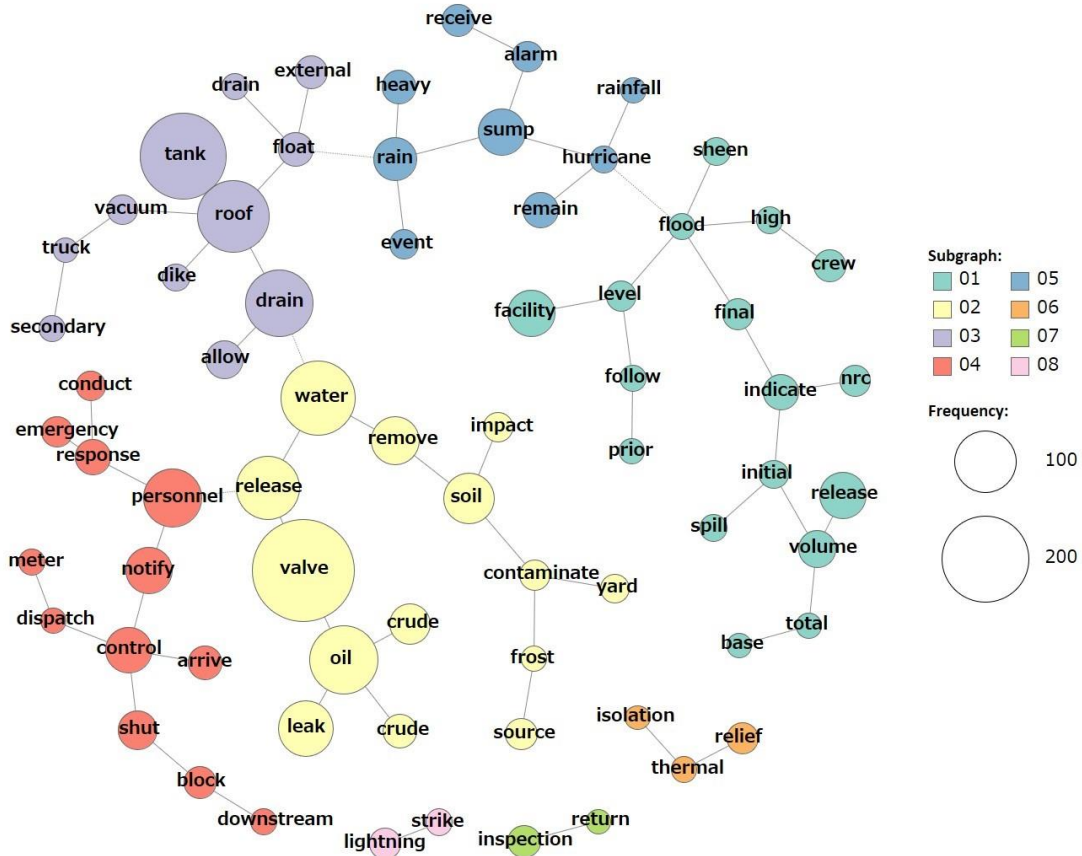 receive
alarm
drain
external
heavy
rainfall
tank
float
rain
sump
hurricane
sheen
vacuum
roof
remain
flood
high
truck
dike
event
crew
secondary
drain
facility
level
final
allow
conduct
water
follow
indicate
nrc
emergency
response
remove
impact
prior
personnel
release
soil
initial
release
spill
volume
meter
notify
valve
contaminate
yard
dispatch
control
arrive
crude
oil
frost
base
total
shut
leak
crude
source
isolation
relief
thermal
block
downstream
lightning
strike
inspection
return
Subgraph:
01 05
02 06
03 07
04 08
Frequency:
100
200